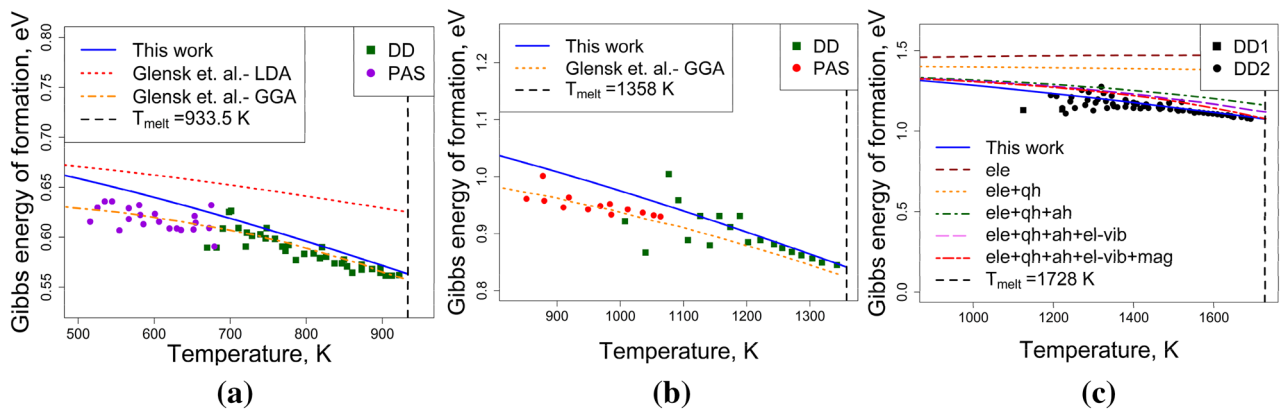 Gibbs energy of formation, eV
0.80
0.75
0.70
0.65
0.60
0.55
This work
Glensk et. al.- LDA
Glensk et. al.- GGA
Tmelt =933.5 K
DD
PAS
500 600 700 800 900
Temperature, K
(a)
Gibbs energy of formation, eV
1.2
1.1
1.0
0.9
0.8
This work
Glensk et. al.- GGA
Tmelt =1358 K
DD
PAS
900 1000 1100 1200 1300
Temperature, K
(b)
Gibbs energy of formation, eV
1.5
1.0
0.5
0.0
DD1
DD2
This work
ele
ele+qh
ele+qh+ah
ele+qh+ah+el-vib
ele+qh+ah+el-vib+mag
Tmelt =1728 K
1000 1200 1400 1600
Temperature, K
(c)